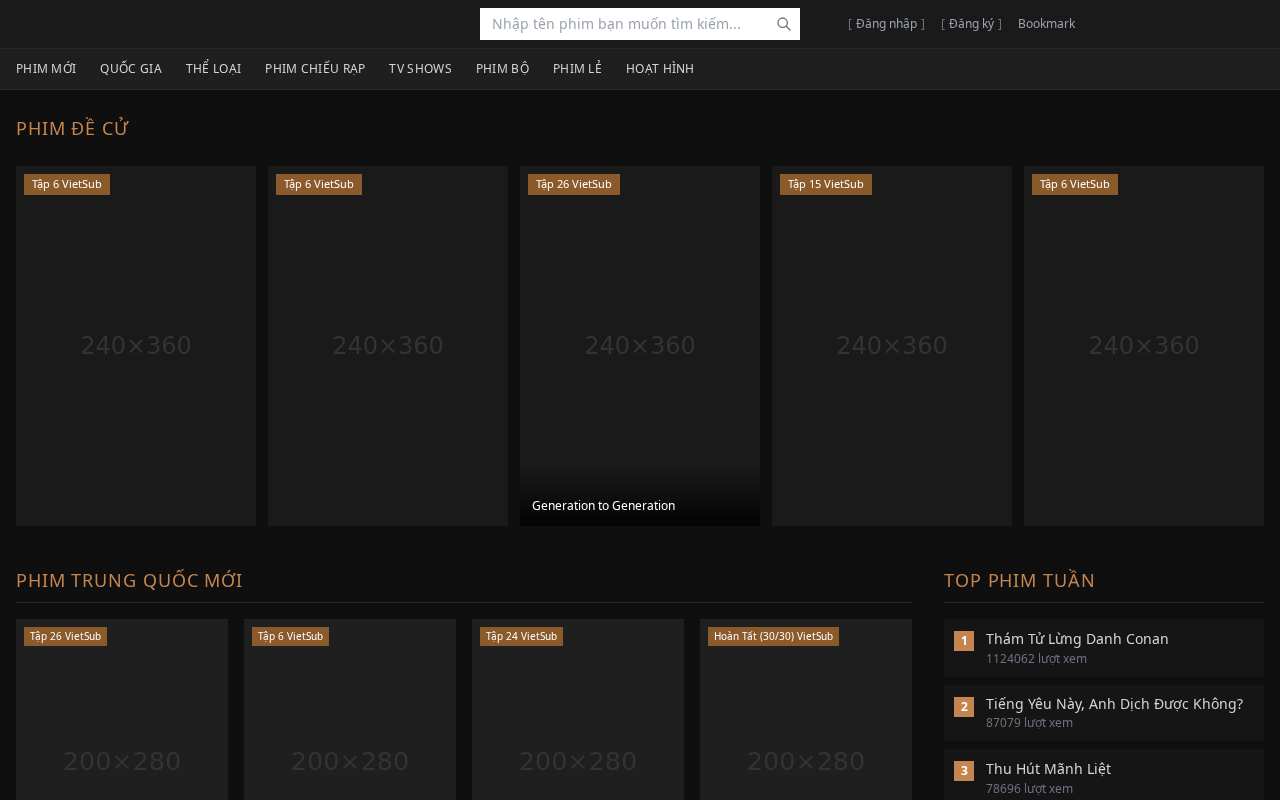 Nhập tên phim bạn muốn tìm kiếm...
[ Đăng nhập ] [ Đăng ký ] Bookmark
PHIM MỚI QUỐC GIA THỂ LOẠI PHIM CHIẾU RẠP TV SHOWS PHIM BỘ PHIM LẺ HOẠT HÌNH
PHIM ĐỀ CỬ
Tập 6 VietSub
240×360
Tập 6 VietSub
240×360
Tập 26 VietSub
240×360
Generation to Generation
Tập 15 VietSub
240×360
Tập 6 VietSub
240×360
PHIM TRUNG QUỐC MỚI
Tập 26 VietSub
200×280
Tập 6 VietSub
200×280
Tập 24 VietSub
200×280
Hoàn Tất (30/30) VietSub
200×280
TOP PHIM TUẦN
1 Thám Tử Lừng Danh Conan
1124062 lượt xem
2 Tiếng Yêu Này, Anh Dịch Được Không?
87079 lượt xem
3 Thu Hút Mãnh Liệt
78696 lượt xem